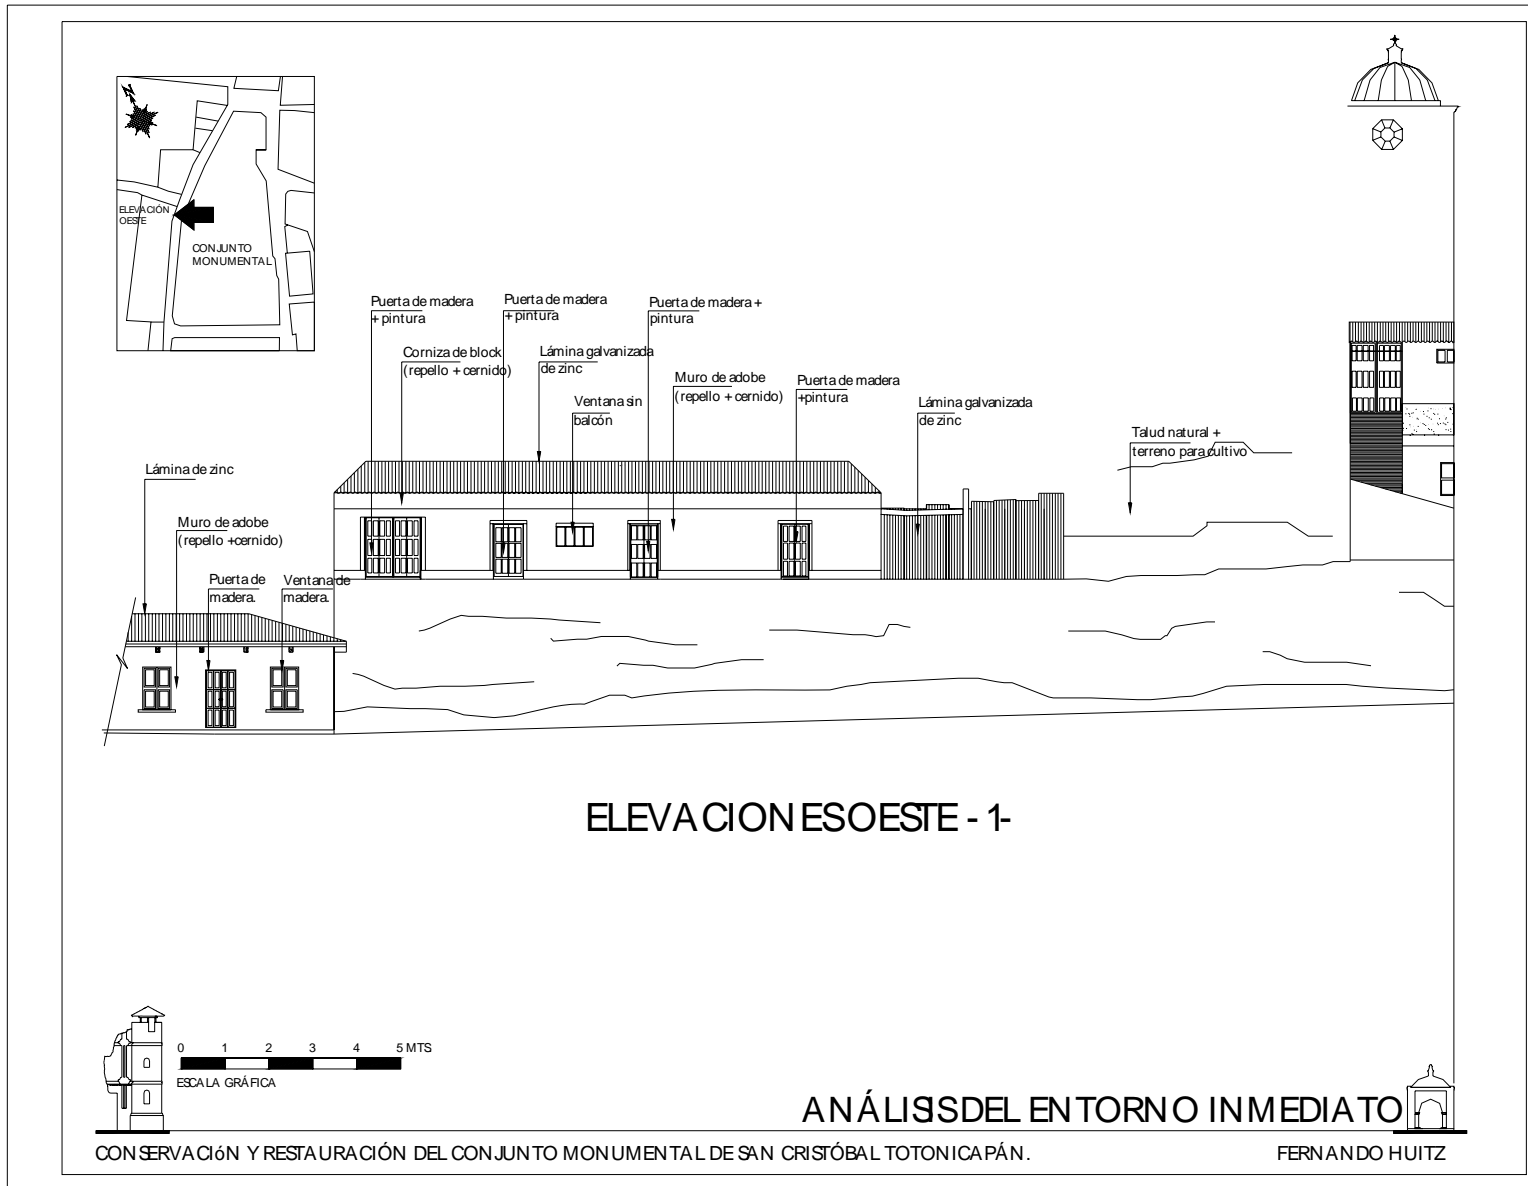 N
ELEVACIÓN
OESTE
CONJUNTO
MONUMENTAL
Puerta de madera
+ pintura
Puerta de madera
+ pintura
Puerta de madera +
pintura
Corniza de block
(repello + cernido)
Lámina galvanizada
de zinc
Ventana sin
balcón
Muro de adobe
(repello + cernido)
Puerta de madera
+pintura
Lámina galvanizada
de zinc
Talud natural +
terreno para cultivo
Lámina de zinc
Muro de adobe
(repello +cernido)
Puerta de
madera.
Ventana de
madera.
ELEVACION ESOESTE - 1-
0 1 2 3 4 5 MTS
ESCALA GRÁFICA
ANÁLISIS DEL ENTORNO INMEDIATO
CONSERVACIóN Y RESTAURACIÓN DEL CONJUNTO MONUMENTAL DE SAN CRISTÓBAL TOTONICAPÁN.
FERNANDO HUITZ